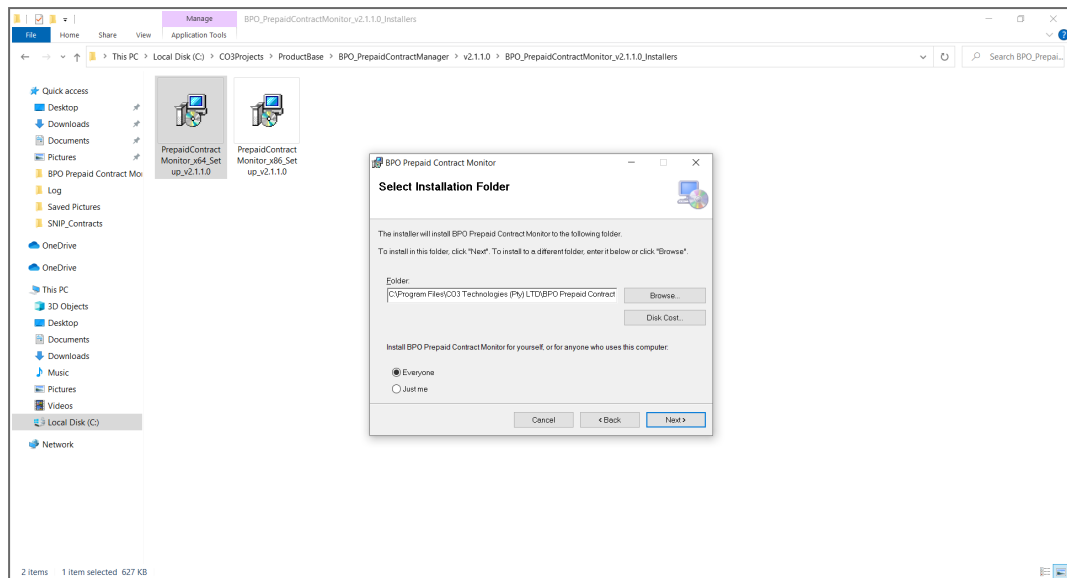 Manage
BPO_PrepaidContractMonitor_v2.1.1.0_Installers
File
Home
Share
View
Application Tools
This PC > Local Disk (C:) > CO3Projects > ProductBase > BPO_PrepaidContractManager > v2.1.1.0 > BPO_PrepaidContractMonitor_v2.1.1.0_Installers
Search BPO_Prepai...
Quick access
Desktop
Downloads
Documents
Pictures
BPO Prepaid Contract Mo
Log
Saved Pictures
SNIP_Contracts
OneDrive
OneDrive
This PC
3D Objects
Desktop
Documents
Downloads
Music
Pictures
Videos
Local Disk (C:)
Network
PrepaidContract
Monitor_x64_Set
up_v2.1.1.0
PrepaidContract
Monitor_x86_Set
up_v2.1.1.0
BPO Prepaid Contract Monitor
Select Installation Folder
The installer will install BPO Prepaid Contract Monitor to the following folder.
To install in this folder, click "Next". To install to a different folder, enter it below or click "Browse".
Folder:
C:\Program Files\CO3 Technologies (Pty) LTD\BPO Prepaid Contract
Browse...
Disk Cost...
Install BPO Prepaid Contract Monitor for yourself, or for anyone who uses this computer:
Everyone
Just me
Cancel
< Back
Next >
2 items
1 item selected 627 KB